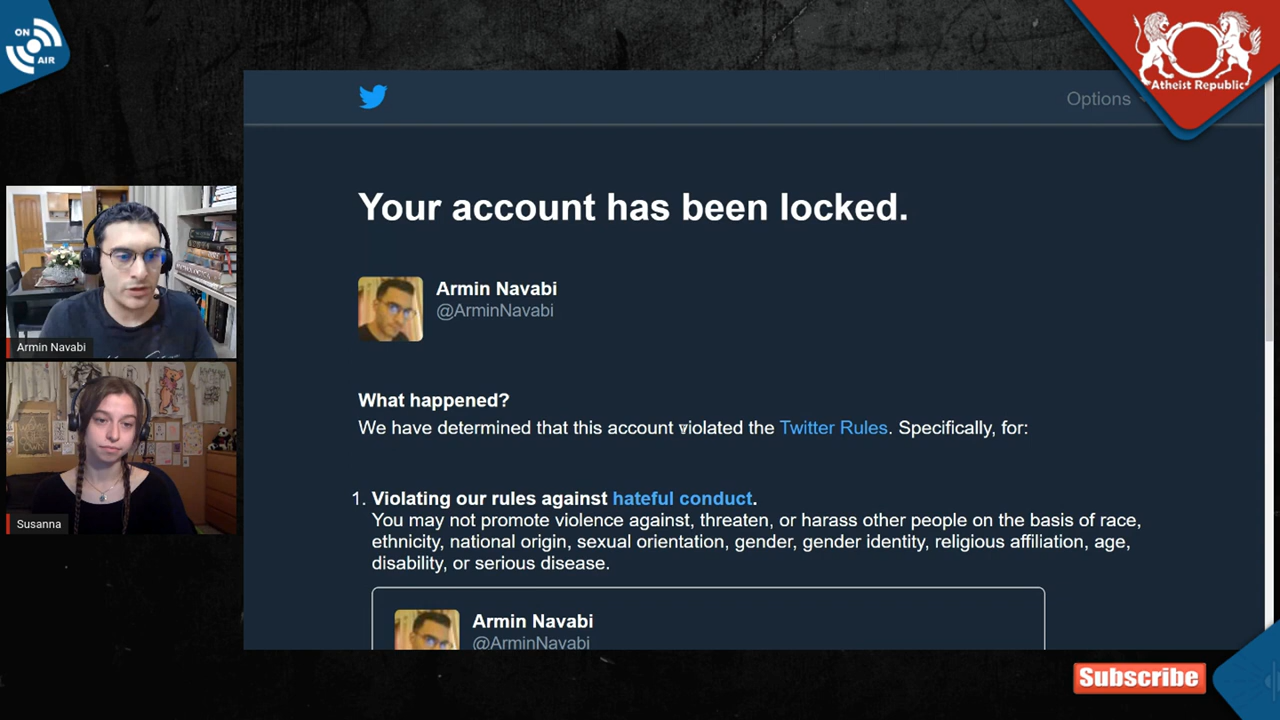 ON
AIR
Atheist Republic
Options
Your account has been locked.
Armin Navabi
@ArminNavabi
What happened?
We have determined that this account violated the Twitter Rules. Specifically, for:
1. Violating our rules against hateful conduct.
You may not promote violence against, threaten, or harass other people on the basis of race,
ethnicity, national origin, sexual orientation, gender, gender identity, religious affiliation, age,
disability, or serious disease.
Armin Navabi
@ArminNavabi
Armin Navabi
Susanna
Subscribe